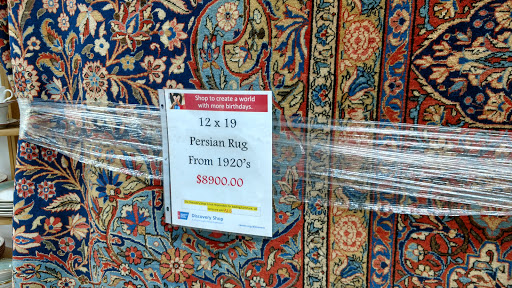 Shop to create a world
with more birthdays.
12 x 19
Persian Rug
From 1920's
$8900.00
Discovery Shop